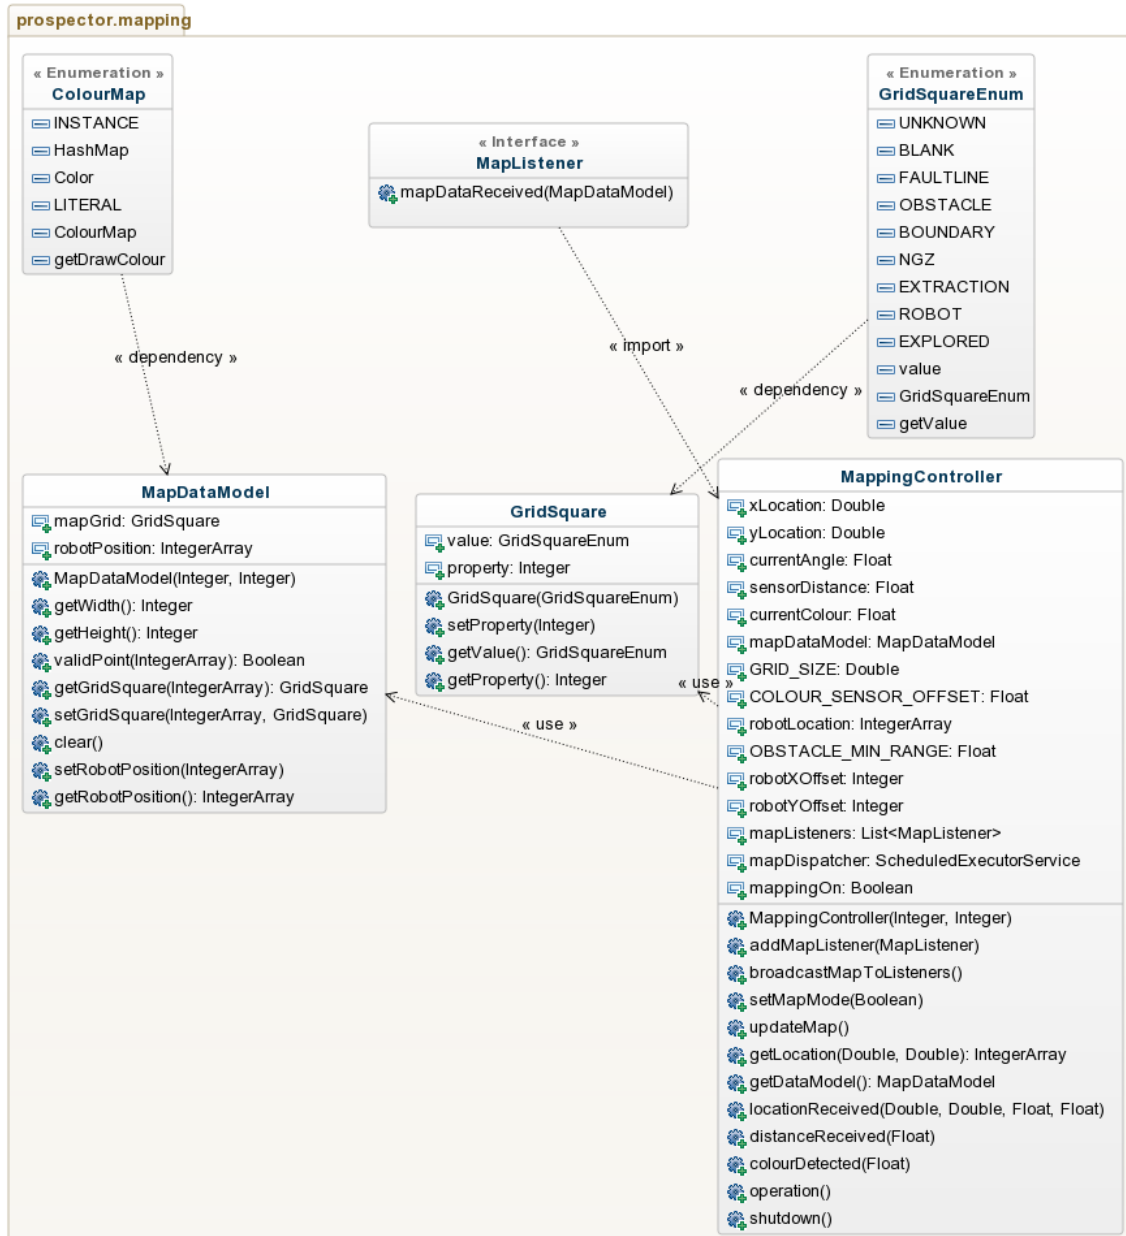 prospector.mapping
« Enumeration »
ColourMap
INSTANCE
HashMap
Color
LITERAL
ColourMap
getDrawColour
« Interface »
MapListener
mapDataReceived(MapDataModel)
« Enumeration »
GridSquareEnum
UNKNOWN
BLANK
FAULTLINE
OBSTACLE
BOUNDARY
NGZ
EXTRACTION
ROBOT
EXPLORED
value
GridSquareEnum
getValue
« dependency »
« import »
« dependency »
MapDataModel
mapGrid: GridSquare
robotPosition: IntegerArray
MapDataModel(Integer, Integer)
getWidth(): Integer
getHeight(): Integer
validPoint(IntegerArray): Boolean
getGridSquare(IntegerArray): GridSquare
setGridSquare(IntegerArray, GridSquare)
clear()
setRobotPosition(IntegerArray)
getRobotPosition(): IntegerArray
GridSquare
value: GridSquareEnum
property: Integer
GridSquare(GridSquareEnum)
setProperty(Integer)
getValue(): GridSquareEnum
getProperty(): Integer
« use »
« use »
MappingController
xLocation: Double
yLocation: Double
currentAngle: Float
sensorDistance: Float
currentColour: Float
mapDataModel: MapDataModel
GRID_SIZE: Double
COLOUR_SENSOR_OFFSET: Float
robotLocation: IntegerArray
OBSTACLE_MIN_RANGE: Float
robotXOffset: Integer
robotYOffset: Integer
mapListeners: List<MapListener>
mapDispatcher: ScheduledExecutorService
mappingOn: Boolean
MappingController(Integer, Integer)
addMapListener(MapListener)
broadcastMapToListeners()
setMapMode(Boolean)
updateMap()
getLocation(Double, Double): IntegerArray
getDataModel(): MapDataModel
locationReceived(Double, Double, Float, Float)
distanceReceived(Float)
colourDetected(Float)
operation()
shutdown()